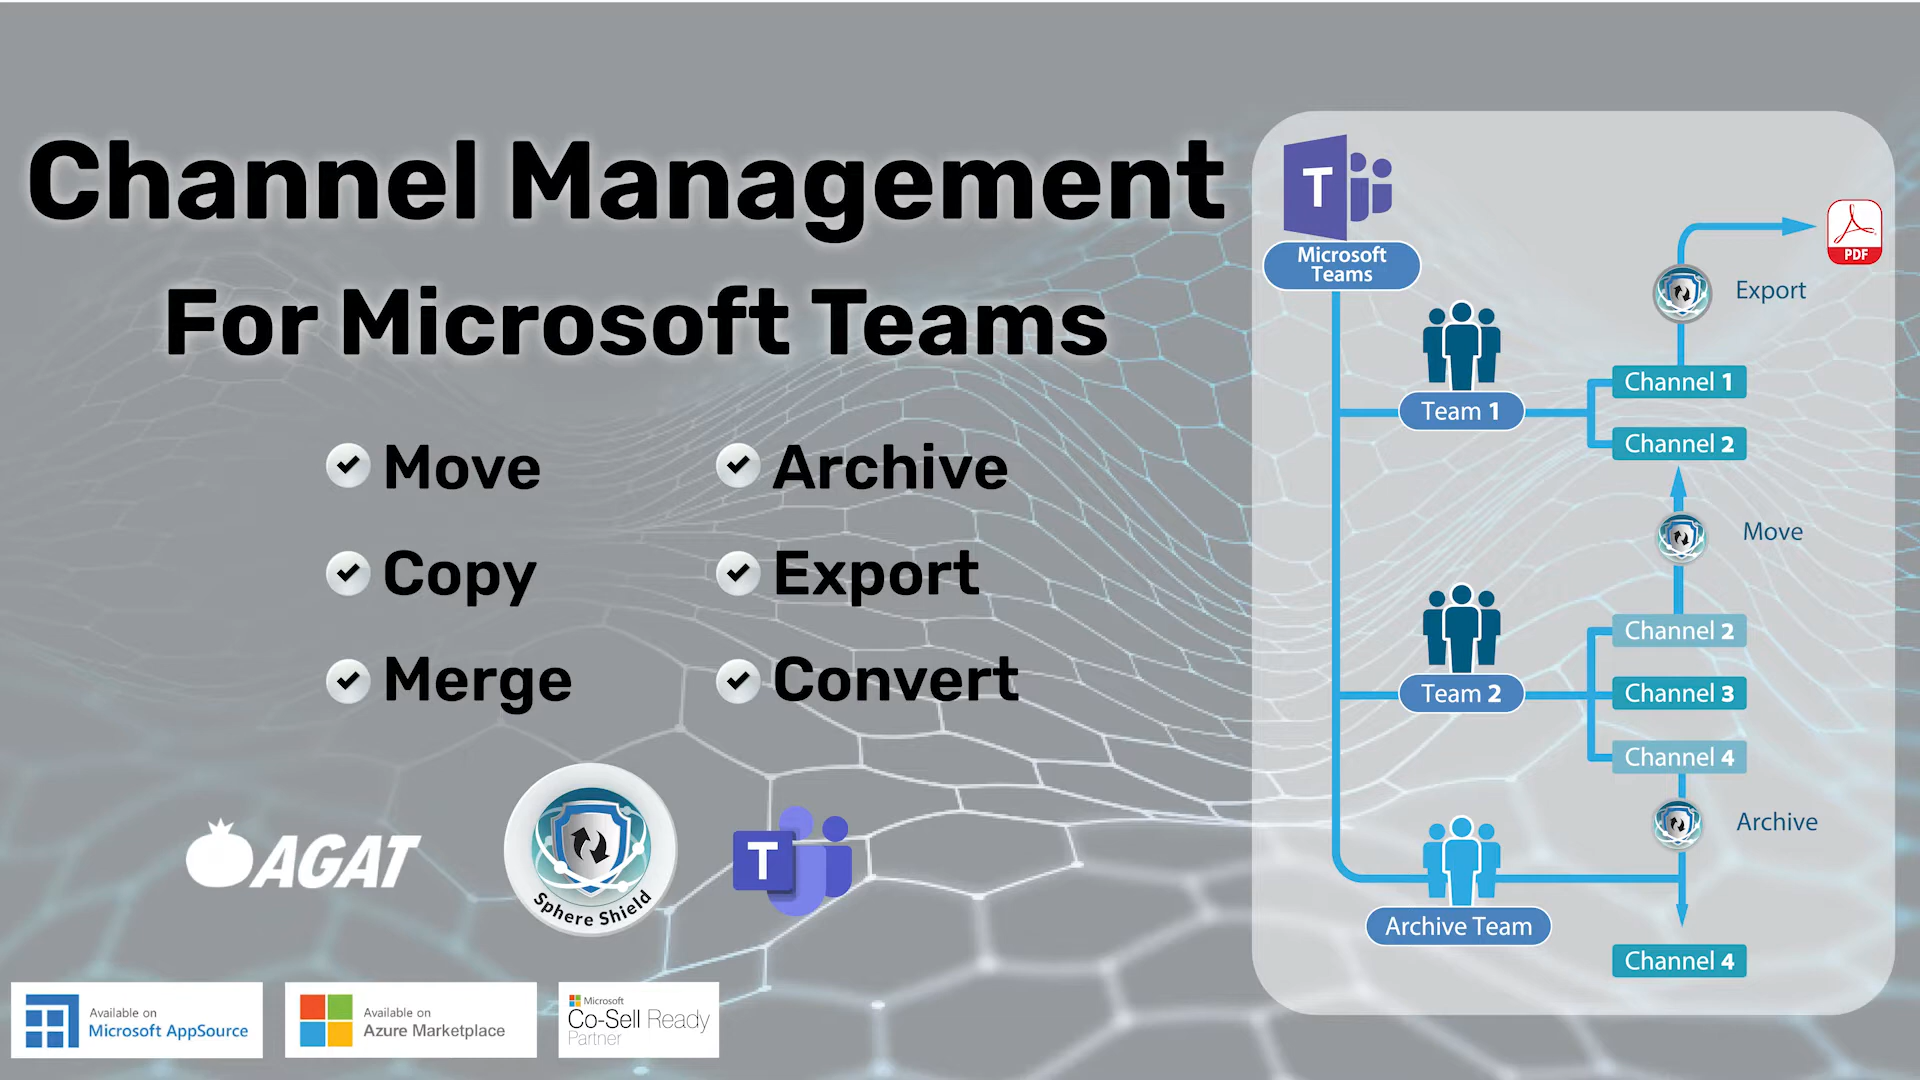 Channel Management
For Microsoft Teams
Move
Archive
Copy
Export
Merge
Convert
AGAT
Sphere Shield
T
Available on
Microsoft AppSource
Available on
Azure Marketplace
Microsoft
Co-Sell Ready
Partner
T
Microsoft
Teams
PDF
Export
Channel 1
Team 1
Channel 2
Move
Channel 2
Team 2
Channel 3
Channel 4
Archive
Archive Team
Channel 4